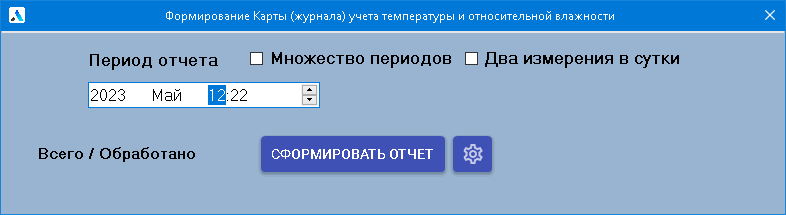 Формирование Карты (журнала) учета температуры и относительной влажности
Период отчета Множество периодов Два измерения в сутки
2023 Май 12:22
Всего / Обработано СФОРМИРОВАТЬ ОТЧЕТ